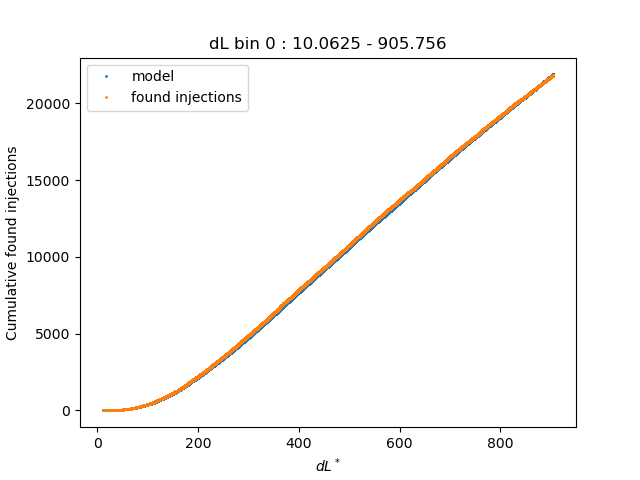 dL bin 0 : 10.0625 - 905.756
model
found injections
Cumulative found injections
20000
15000
10000
5000
0
0 200 400 600 800
dL*